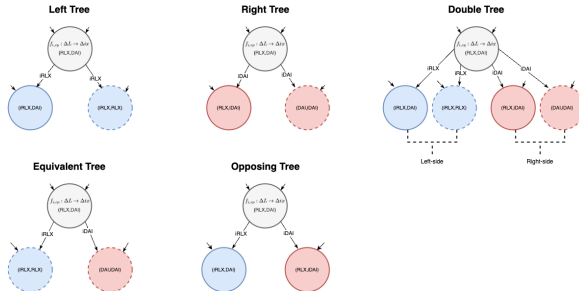 Left Tree
Right Tree
Double Tree
(RLX,DAI)
(RLX,DAI)
(RLX,DAI)
iRLX
iRLX
iDAI
iDAI
iRLX
iRLX
iDAI
iDAI
(iRLX,DAI)
(iRLX,RLX)
(RLX,iDAI)
(DAI,iDAI)
(iRLX,DAI)
(iRLX,RLX)
(RLX,iDAI)
(DAI,iDAI)
Left-side
Right-side
Equivalent Tree
Opposing Tree
(RLX,DAI)
(RLX,DAI)
iRLX
iDAI
iRLX
iDAI
(iRLX,RLX)
(DAI,iDAI)
(iRLX,DAI)
(RLX,iDAI)